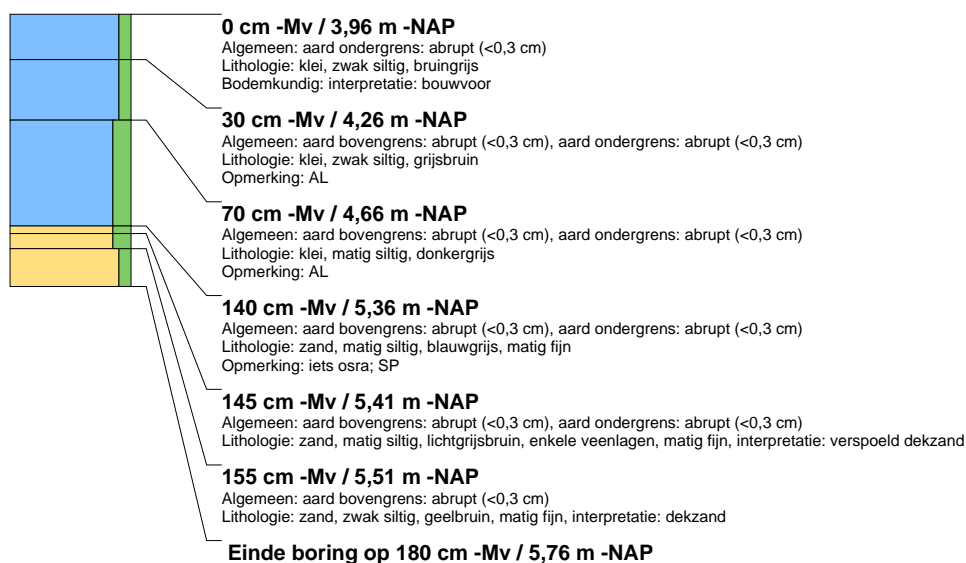 0 cm -Mv / 3,96 m -NAP
Algemeen: aard ondergrens: abrupt (<0,3 cm)
Lithologie: klei, zwak siltig, bruingrijs
Bodemkundig: interpretatie: bouwvoor
30 cm -Mv / 4,26 m -NAP
Algemeen: aard bovengrens: abrupt (<0,3 cm), aard ondergrens: abrupt (<0,3 cm)
Lithologie: klei, zwak siltig, grijsbruin
Opmerking: AL
70 cm -Mv / 4,66 m -NAP
Algemeen: aard bovengrens: abrupt (<0,3 cm), aard ondergrens: abrupt (<0,3 cm)
Lithologie: klei, matig siltig, donkergrijs
Opmerking: AL
140 cm -Mv / 5,36 m -NAP
Algemeen: aard bovengrens: abrupt (<0,3 cm), aard ondergrens: abrupt (<0,3 cm)
Lithologie: zand, matig siltig, blauwgrijs, matig fijn
Opmerking: iets osra; SP
145 cm -Mv / 5,41 m -NAP
Algemeen: aard bovengrens: abrupt (<0,3 cm), aard ondergrens: abrupt (<0,3 cm)
Lithologie: zand, matig siltig, lichtgrijsbruin, enkele veenlagen, matig fijn, interpretatie: verspoeld dekzand
155 cm -Mv / 5,51 m -NAP
Algemeen: aard bovengrens: abrupt (<0,3 cm)
Lithologie: zand, zwak siltig, geelbruin, matig fijn, interpretatie: dekzand
Einde boring op 180 cm -Mv / 5,76 m -NAP